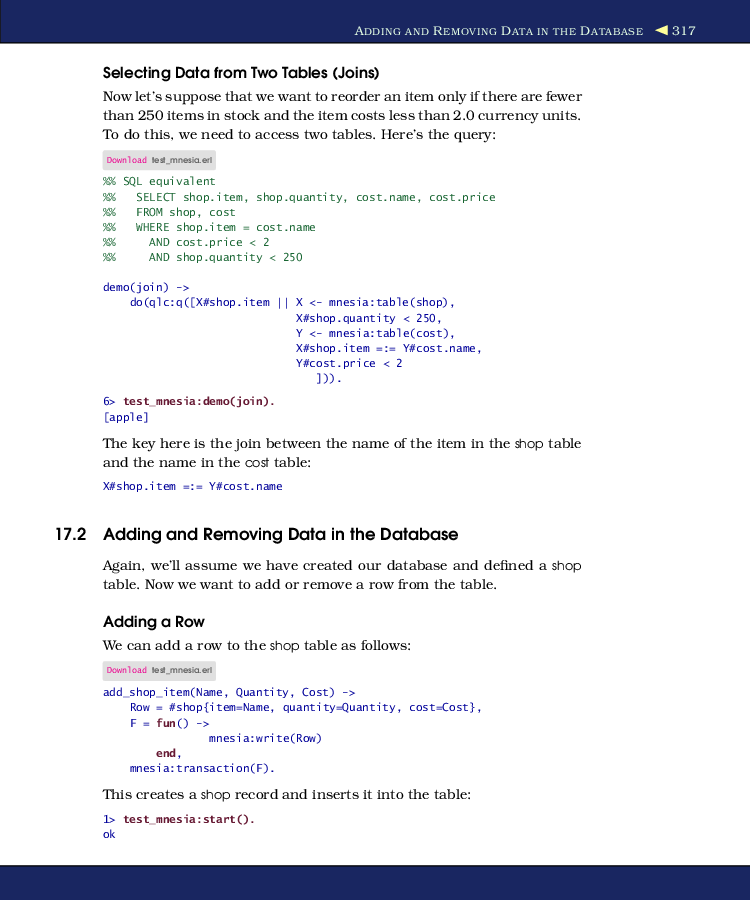 ADDING AND REMOVING DATA IN THE DATABASE ◀ 317
Selecting Data from Two Tables (Joins)
Now let's suppose that we want to reorder an item only if there are fewer
than 250 items in stock and the item costs less than 2.0 currency units.
To do this, we need to access two tables. Here's the query:
Download test_mnesia.erl
%% SQL equivalent
%%   SELECT shop.item, shop.quantity, cost.name, cost.price
%%   FROM shop, cost
%%   WHERE shop.item = cost.name
%%     AND cost.price < 2
%%     AND shop.quantity < 250
demo(join) ->
    do(qlc:q([X#shop.item || X <- mnesia:table(shop),
                             X#shop.quantity < 250,
                             Y <- mnesia:table(cost),
                             X#shop.item =:= Y#cost.name,
                             Y#cost.price < 2
                                ])).
6> test_mnesia:demo(join).
[apple]
The key here is the join between the name of the item in the shop table
and the name in the cost table:
X#shop.item =:= Y#cost.name
17.2 Adding and Removing Data in the Database
Again, we'll assume we have created our database and defined a shop
table. Now we want to add or remove a row from the table.
Adding a Row
We can add a row to the shop table as follows:
Download test_mnesia.erl
add_shop_item(Name, Quantity, Cost) ->
    Row = #shop{item=Name, quantity=Quantity, cost=Cost},
    F = fun() ->
                mnesia:write(Row)
        end,
    mnesia:transaction(F).
This creates a shop record and inserts it into the table:
1> test_mnesia:start().
ok